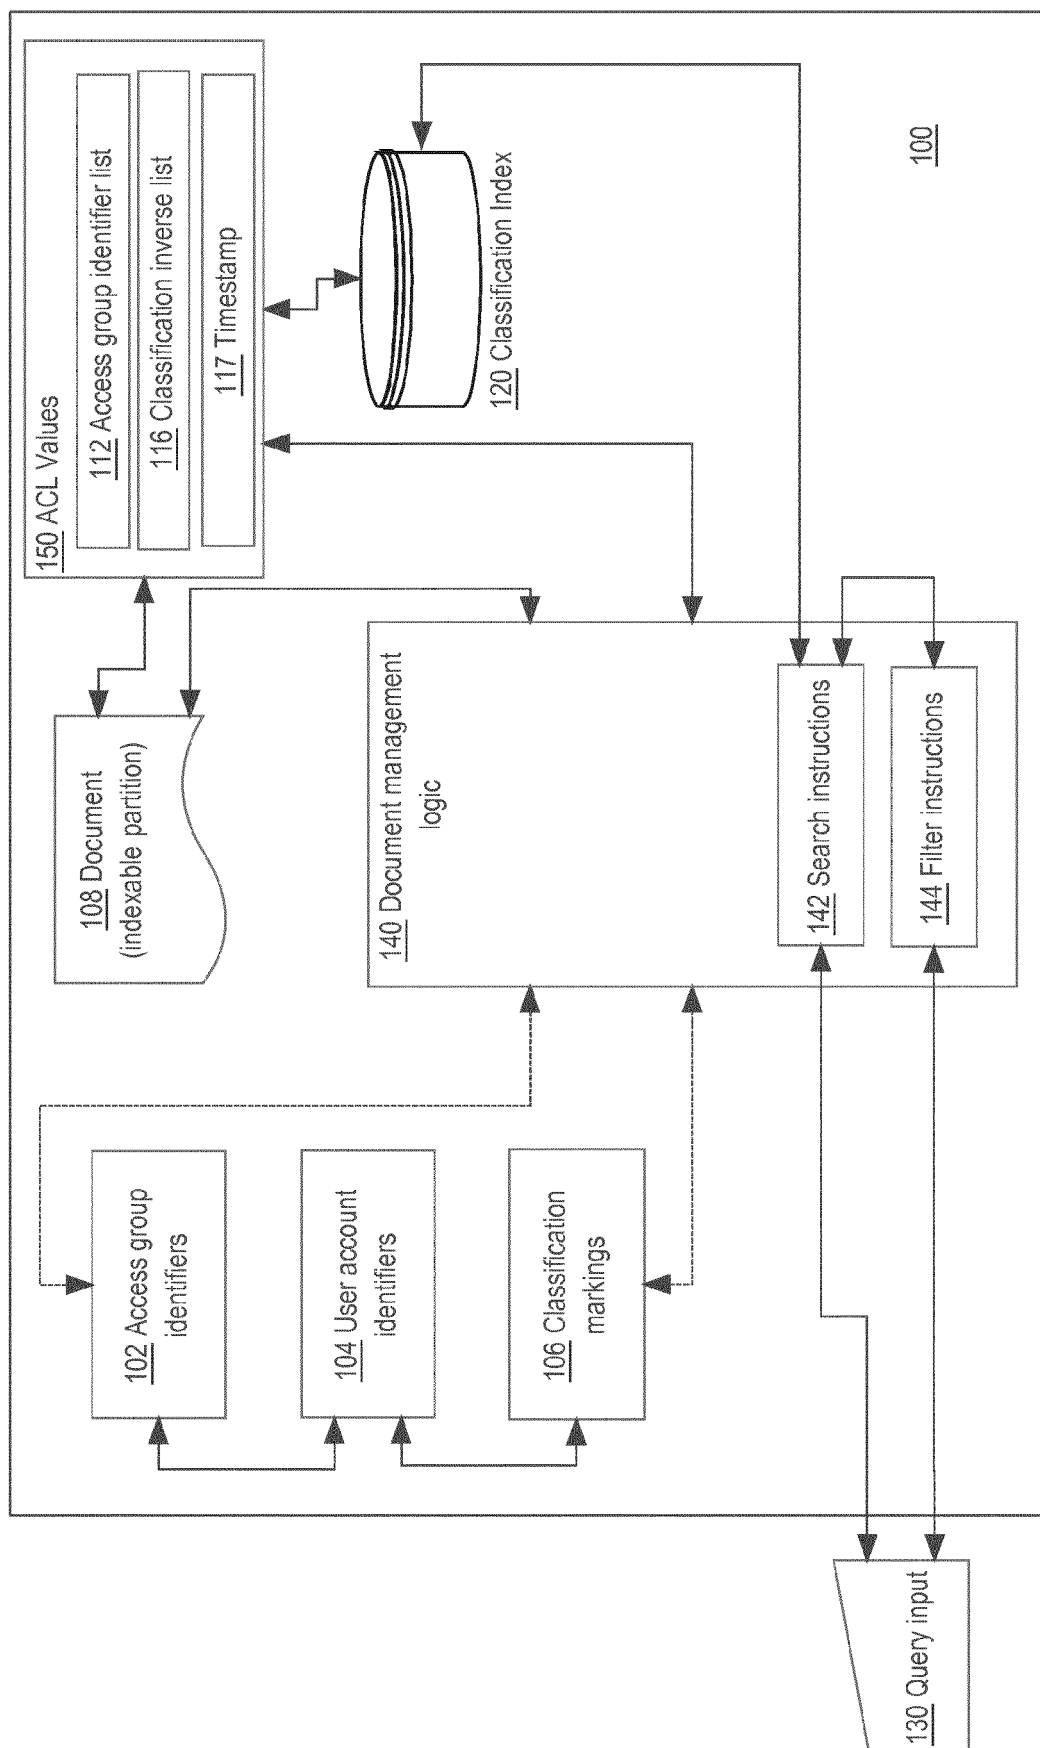 150 ACL Values
112 Access group identifier list
116 Classification inverse list
117 Timestamp
120 Classification Index
100
108 Document
(indexable partition)
140 Document management
logic
142 Search instructions
144 Filter instructions
102 Access group
identifiers
104 User account
identifiers
106 Classification
markings
130 Query input